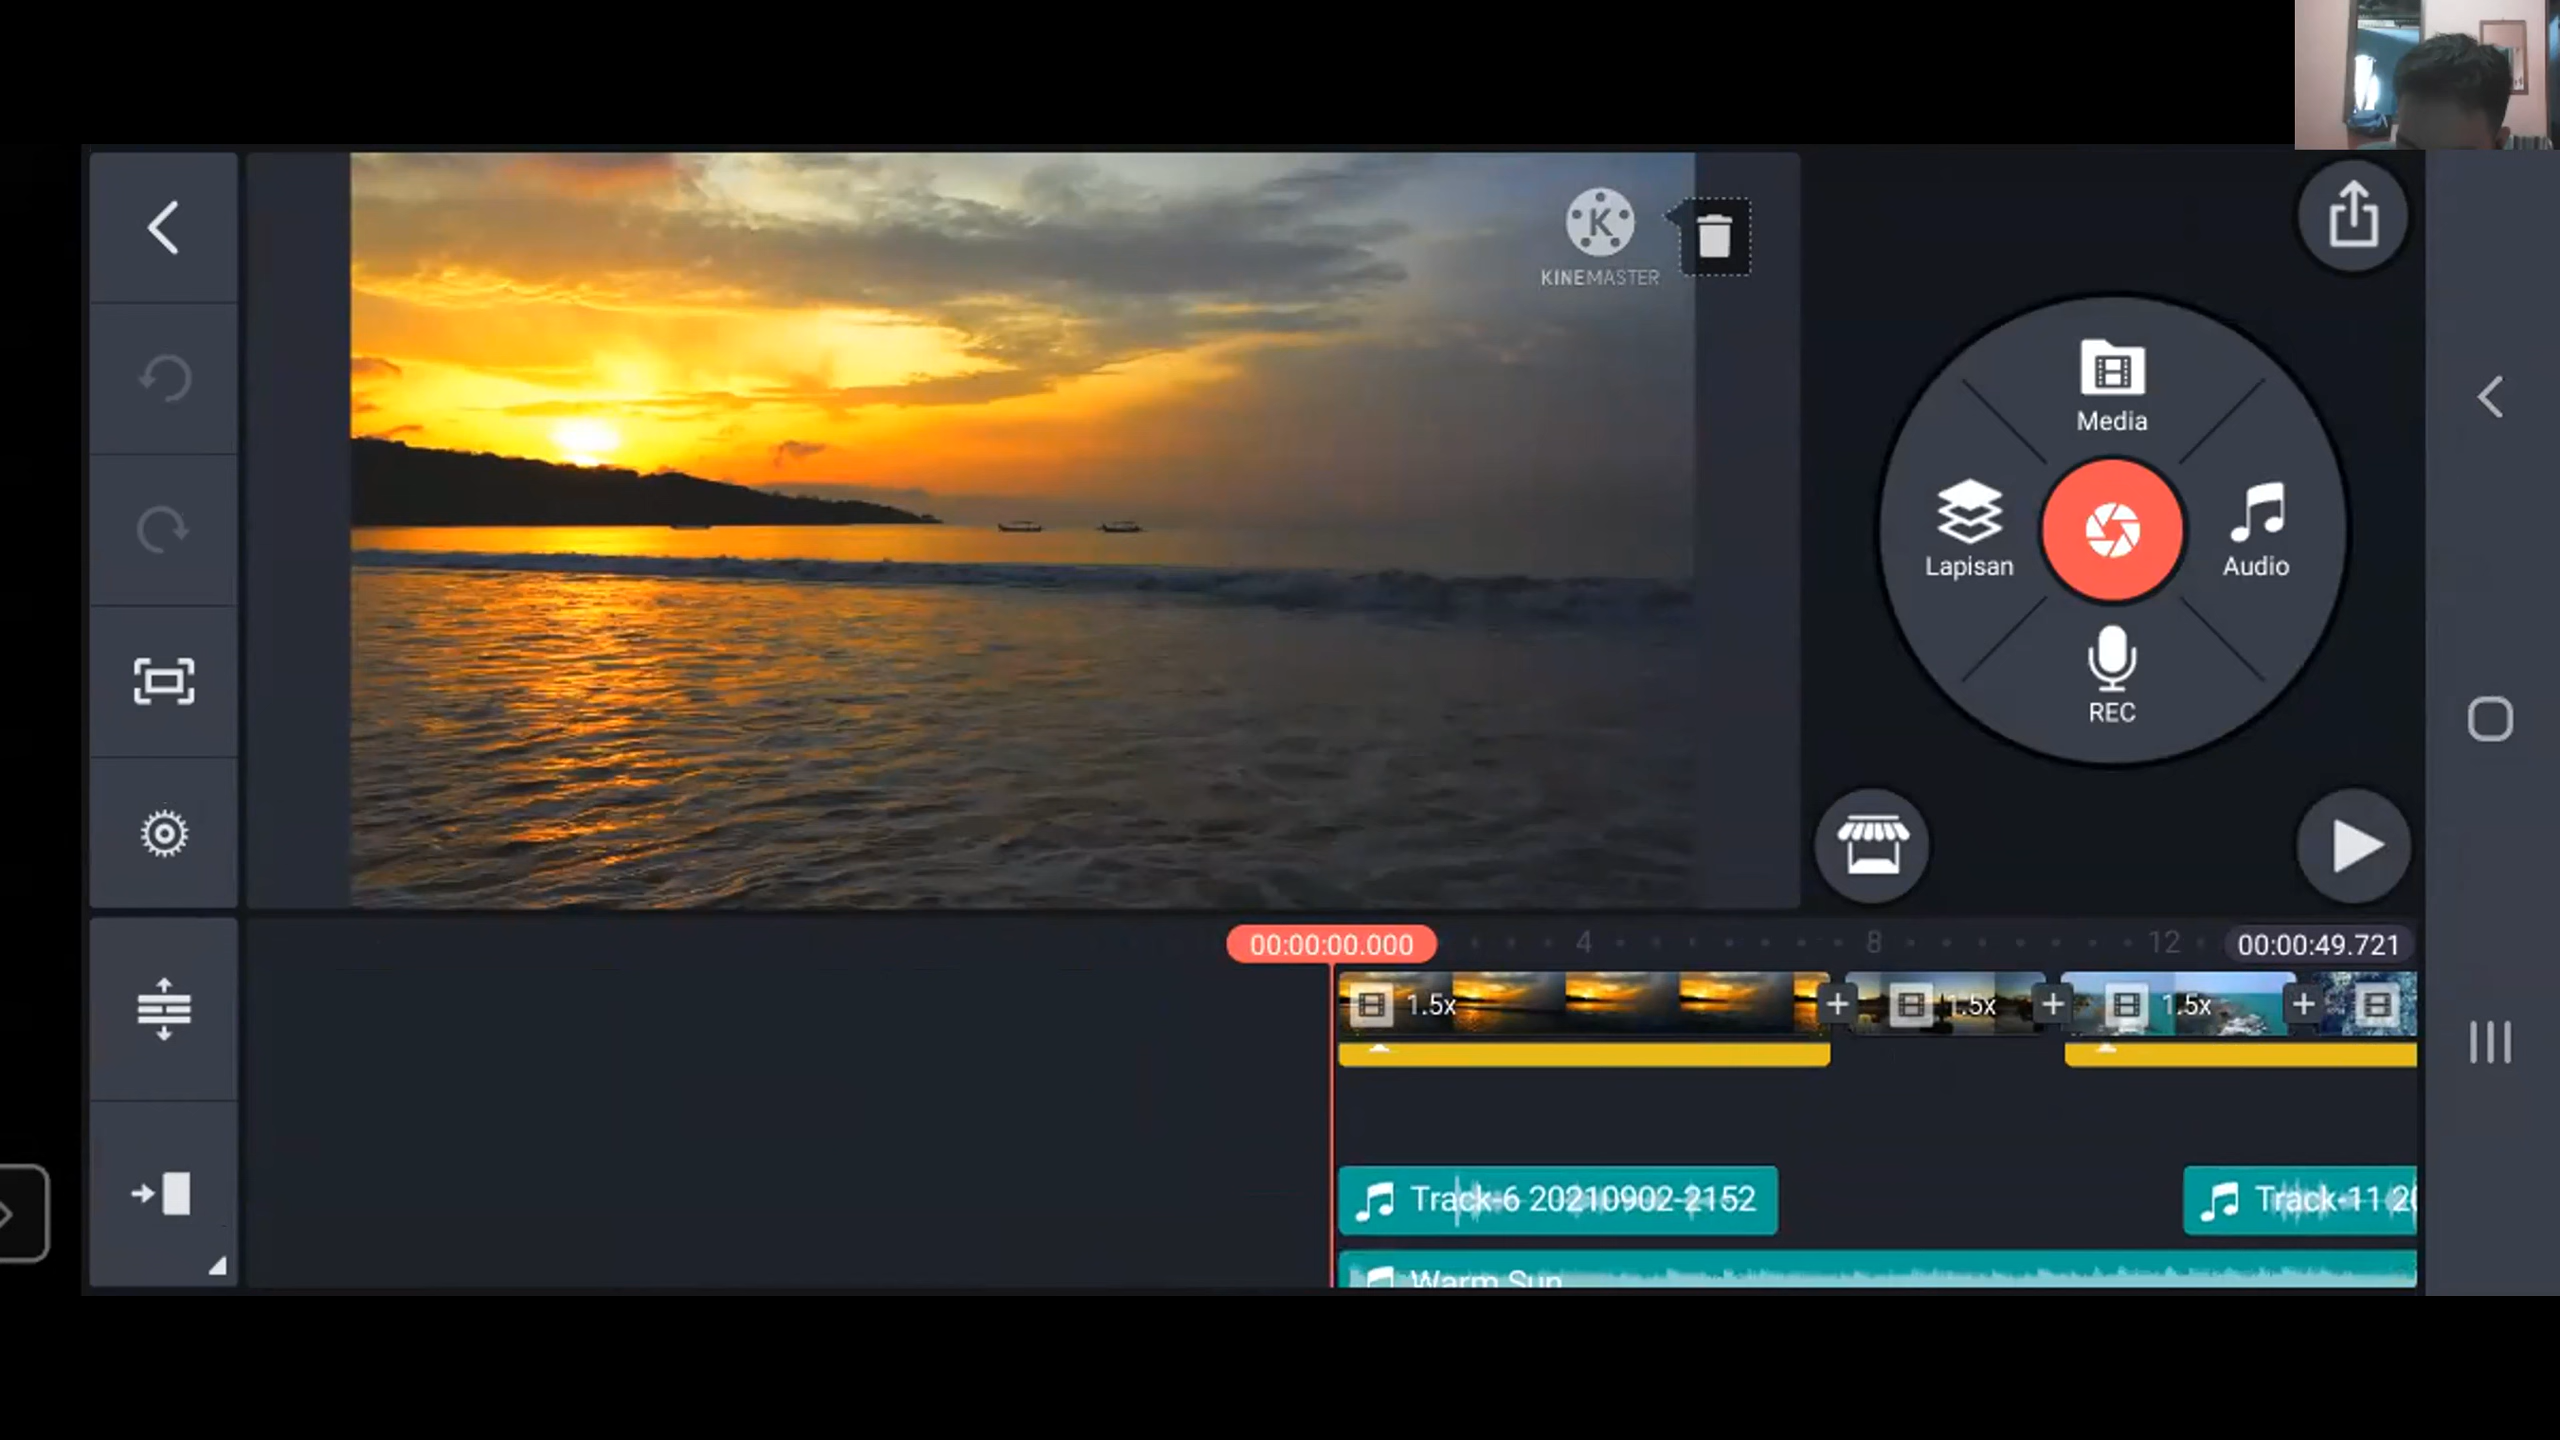 KINEMASTER
Media
Lapisan
Audio
REC
00:00:00.000
4
8
12
00:00:49.721
1.5x
1.5x
1.5x
Track-6 20210902-2152
Track-11 20
Warm Sun